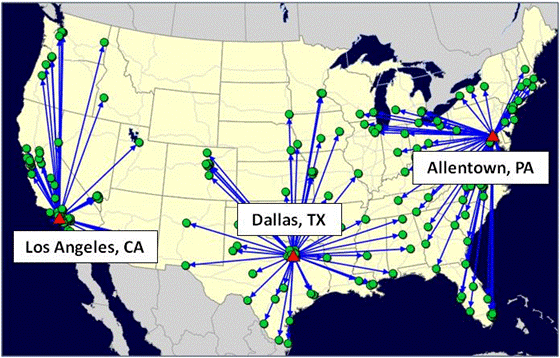 Allentown, PA
Dallas, TX
Los Angeles, CA